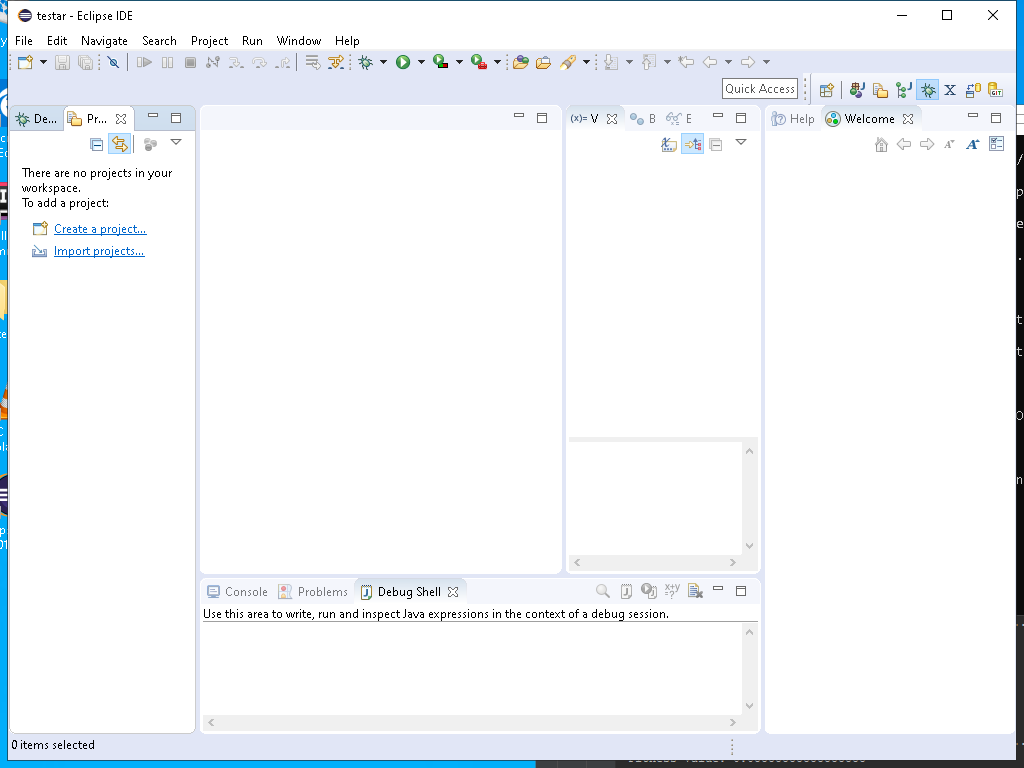 testar - Eclipse IDE
File Edit Navigate Search Project Run Window Help
Quick Access
De... Pr... (x)= V B E Help Welcome
There are no projects in your
workspace.
To add a project:
Create a project...
Import projects...
Console Problems Debug Shell
Use this area to write, run and inspect Java expressions in the context of a debug session.
0 items selected